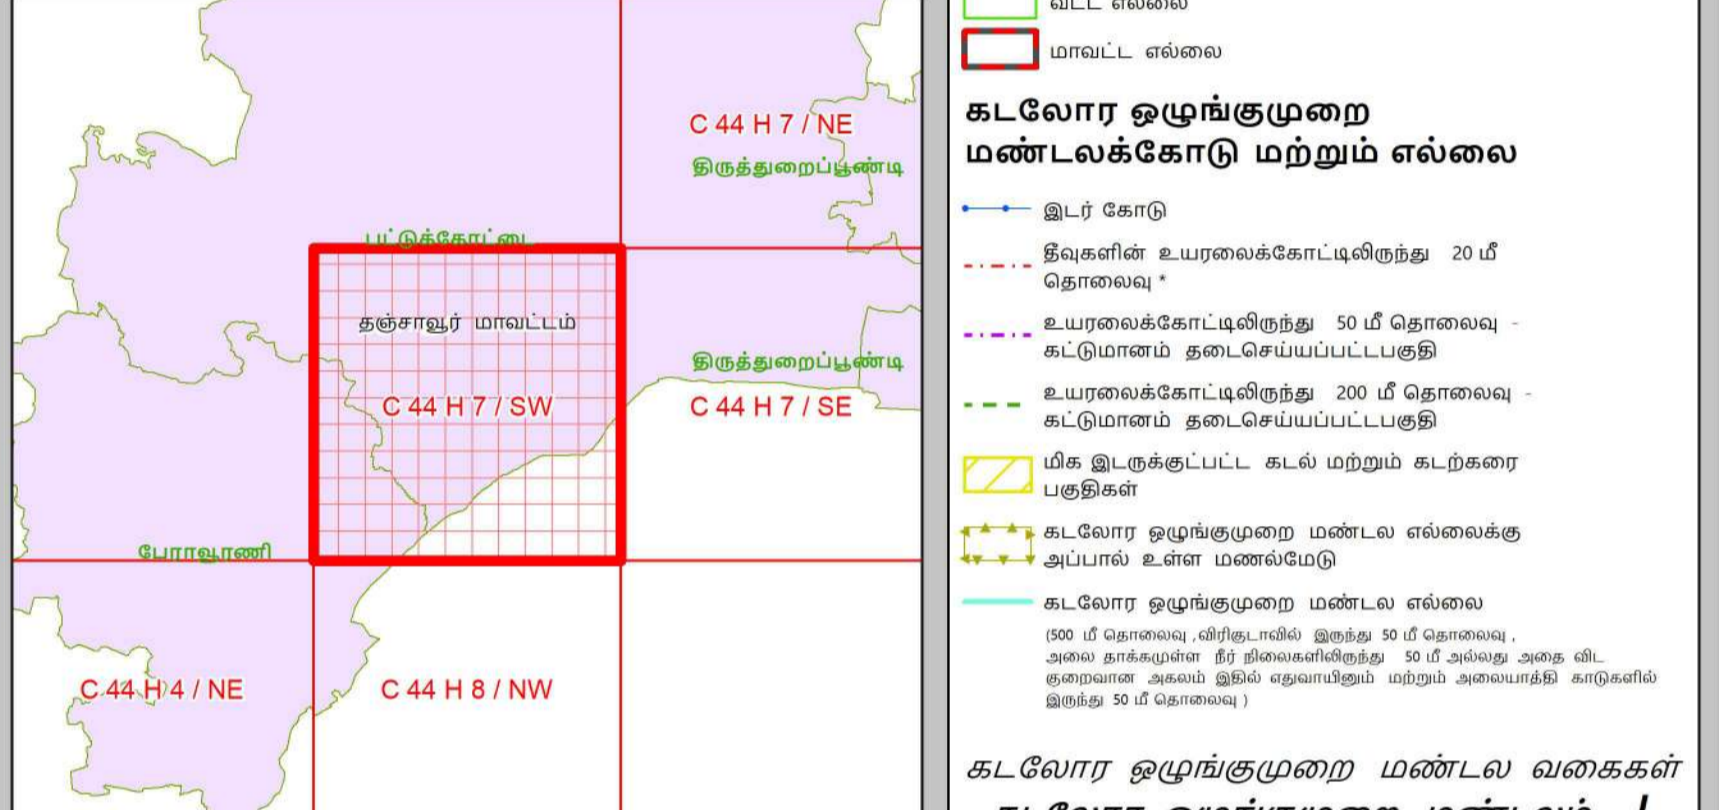 C 44 H 7 / NE
திருத்துறைப்பூண்டி
பட்டுக்கோட்டை
தஞ்சாவூர் மாவட்டம்
திருத்துறைப்பூண்டி
C 44 H 7 / SW
C 44 H 7 / SE
பேராவூரணி
C 44 H 4 / NE
C 44 H 8 / NW
வட்ட எல்லை
மாவட்ட எல்லை
கடலோர ஒழுங்குமுறை
மண்டலக்கோடு மற்றும் எல்லை
இடர் கோடு
தீவுகளின் உயரலைக்கோட்டிலிருந்து 20 மீ
தொலைவு *
உயரலைக்கோட்டிலிருந்து 50 மீ தொலைவு -
கட்டுமானம் தடைசெய்யப்பட்டபகுதி
உயரலைக்கோட்டிலிருந்து 200 மீ தொலைவு -
கட்டுமானம் தடைசெய்யப்பட்டபகுதி
மிக இடருக்குட்பட்ட கடல் மற்றும் கடற்கரை
பகுதிகள்
கடலோர ஒழுங்குமுறை மண்டல எல்லைக்கு
அப்பால் உள்ள மணல்மேடு
கடலோர ஒழுங்குமுறை மண்டல எல்லை
(500 மீ தொலைவு ,விரிகுடாவில் இருந்து 50 மீ தொலைவு ,
அலை தாக்கமுள்ள நீர் நிலைகளிலிருந்து 50 மீ அல்லது அதை விட
குறைவான அகலம் இதில் எதுவாயினும் மற்றும் அலையாத்தி காடுகளில்
இருந்து 50 மீ தொலைவு )
கடலோர ஒழுங்குமுறை மண்டல வகைகள்